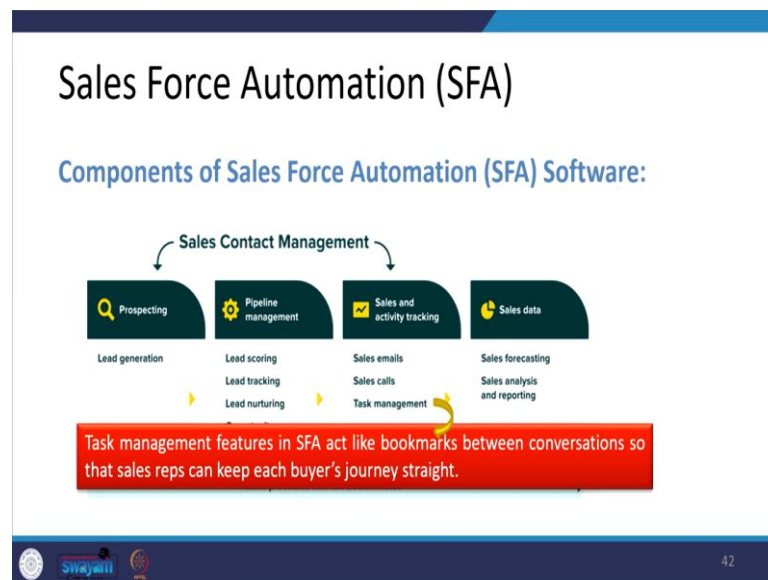 Sales Force Automation (SFA)
Components of Sales Force Automation (SFA) Software:
Sales Contact Management
Prospecting
Lead generation
Pipeline
management
Lead scoring
Lead tracking
Lead nurturing
Sales and
activity tracking
Sales emails
Sales calls
Task management
Sales data
Sales forecasting
Sales analysis
and reporting
Task management features in SFA act like bookmarks between conversations so
that sales reps can keep each buyer's journey straight.
swayam
42